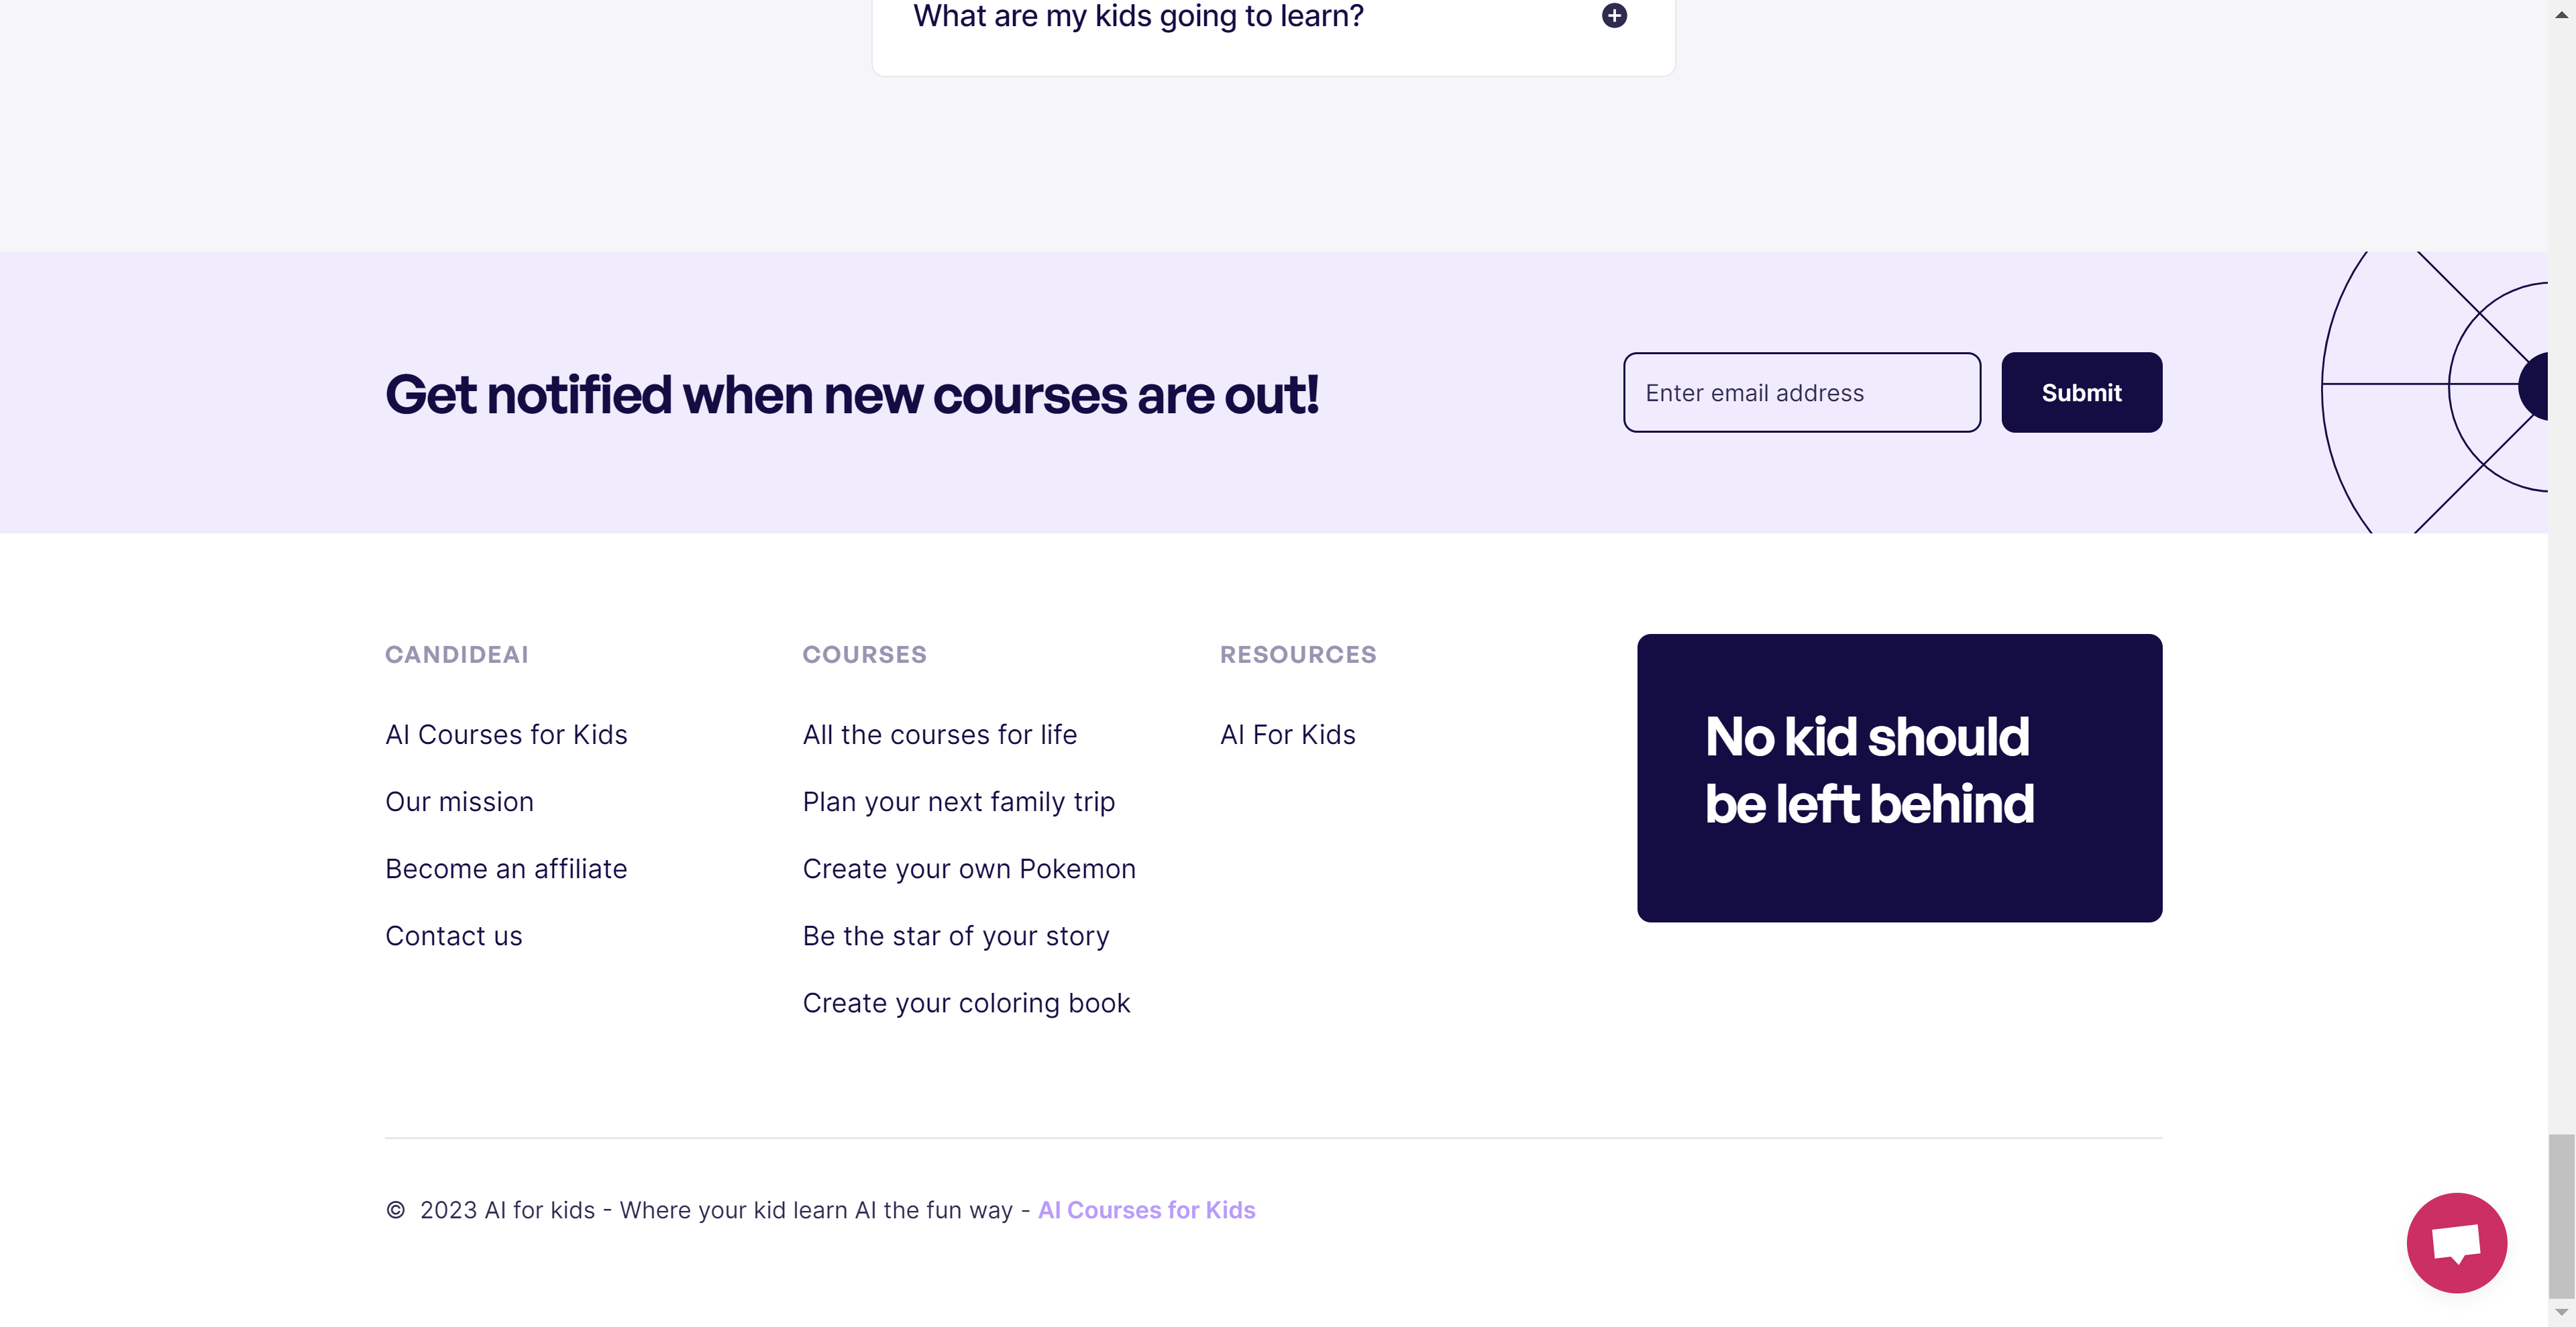 What are my kids going to learn?
Get notified when new courses are out!
Enter email address
Submit
CANDIDEAI
AI Courses for Kids
Our mission
Become an affiliate
Contact us
COURSES
All the courses for life
Plan your next family trip
Create your own Pokemon
Be the star of your story
Create your coloring book
RESOURCES
AI For Kids
No kid should
be left behind
© 2023 AI for kids - Where your kid learn AI the fun way - AI Courses for Kids